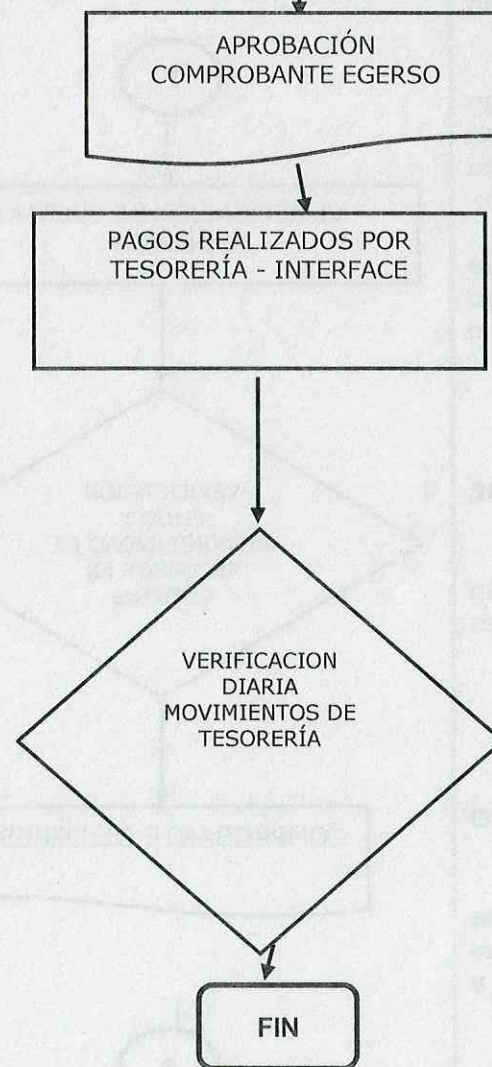 APROBACIÓN
COMPROBANTE EGERSO
PAGOS REALIZADOS POR
TESORERÍA - INTERFACE
VERIFICACION
DIARIA
MOVIMIENTOS DE
TESORERÍA
FIN